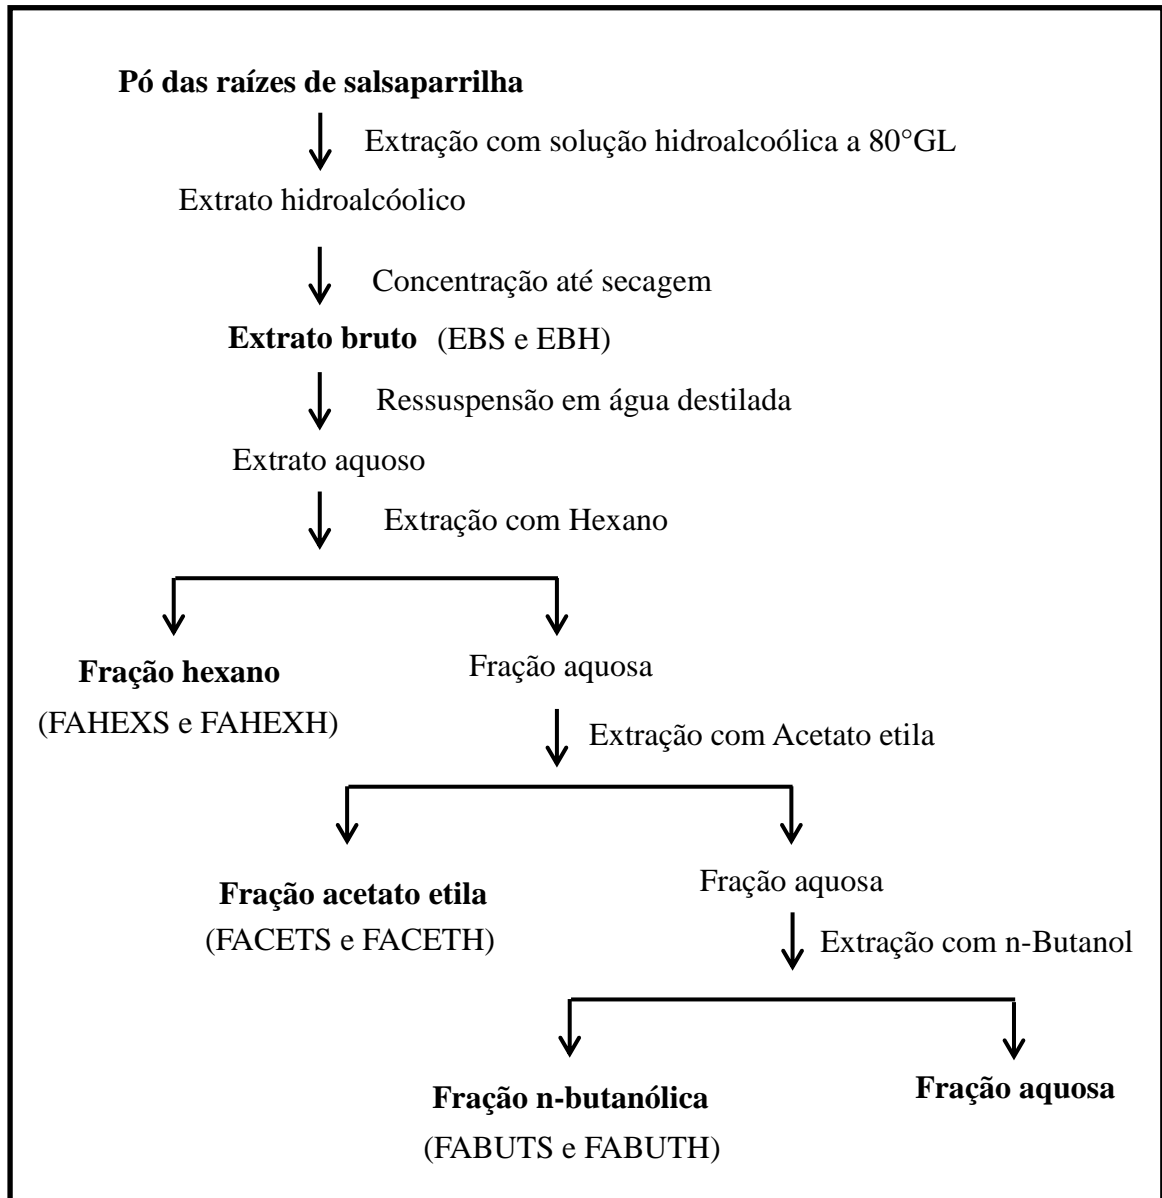 Pó das raízes de salsaparrilha
Extração com solução hidroalcoólica a 80°GL
Extrato hidroalcóolico
Concentração até secagem
Extrato bruto (EBS e EBH)
Ressuspensão em água destilada
Extrato aquoso
Extração com Hexano
Fração hexano
(FAHEXS e FAHEXH)
Fração aquosa
Extração com Acetato etila
Fração acetato etila
(FACETS e FACETH)
Fração aquosa
Extração com n-Butanol
Fração n-butanólica
(FABUTS e FABUTH)
Fração aquosa